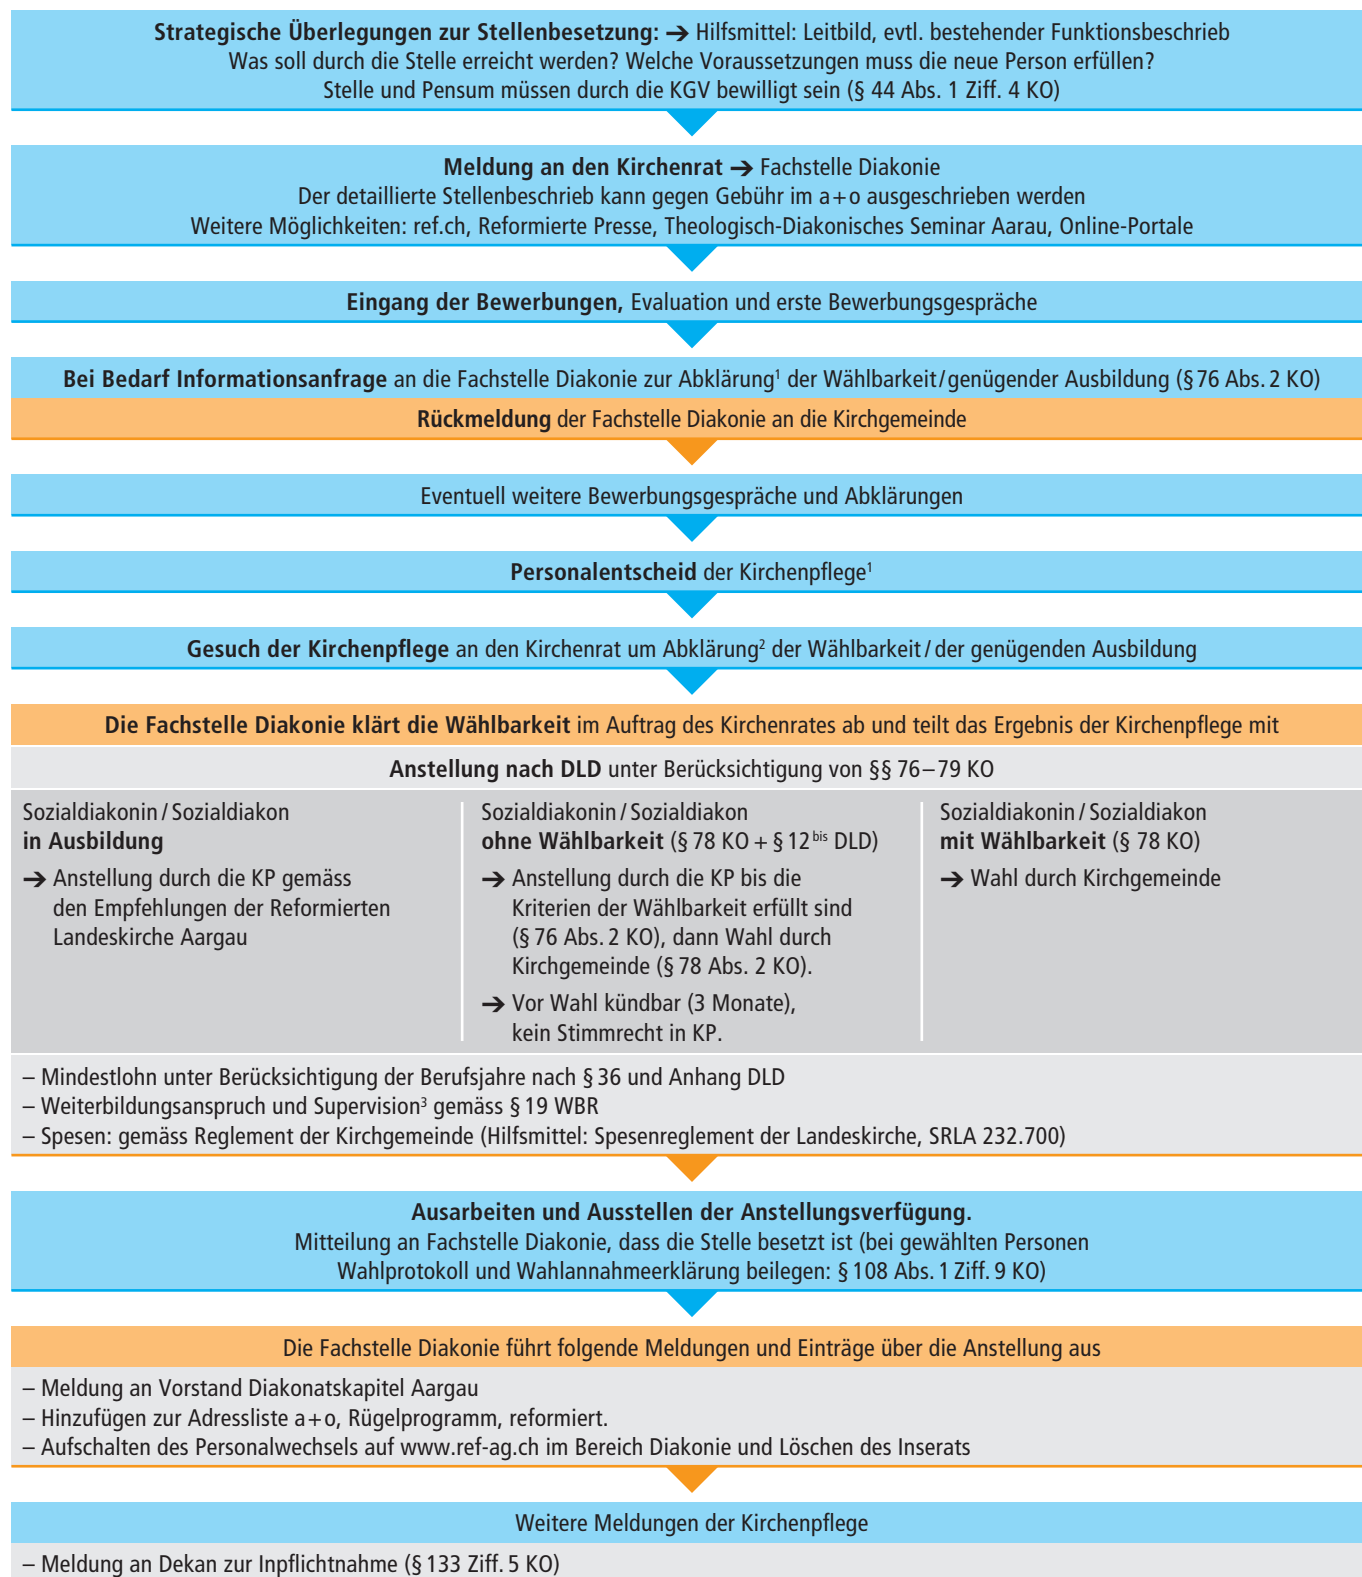 Strategische Überlegungen zur Stellenbesetzung: ➔ Hilfsmittel: Leitbild, evtl. bestehender Funktionsbeschrieb
Was soll durch die Stelle erreicht werden? Welche Voraussetzungen muss die neue Person erfüllen?
Stelle und Pensum müssen durch die KGV bewilligt sein (§ 44 Abs. 1 Ziff. 4 KO)
Meldung an den Kirchenrat ➔ Fachstelle Diakonie
Der detaillierte Stellenbeschrieb kann gegen Gebühr im a+o ausgeschrieben werden
Weitere Möglichkeiten: ref.ch, Reformierte Presse, Theologisch-Diakonisches Seminar Aarau, Online-Portale
Eingang der Bewerbungen, Evaluation und erste Bewerbungsgespräche
Bei Bedarf Informationsanfrage an die Fachstelle Diakonie zur Abklärung¹ der Wählbarkeit/genügender Ausbildung (§ 76 Abs. 2 KO)
Rückmeldung der Fachstelle Diakonie an die Kirchgemeinde
Eventuell weitere Bewerbungsgespräche und Abklärungen
Personalentscheid der Kirchenpflege¹
Gesuch der Kirchenpflege an den Kirchenrat um Abklärung² der Wählbarkeit / der genügenden Ausbildung
Die Fachstelle Diakonie klärt die Wählbarkeit im Auftrag des Kirchenrates ab und teilt das Ergebnis der Kirchenpflege mit
Anstellung nach DLD unter Berücksichtigung von §§ 76–79 KO
Sozialdiakonin / Sozialdiakon
in Ausbildung
➔ Anstellung durch die KP gemäss
den Empfehlungen der Reformierten
Landeskirche Aargau
Sozialdiakonin / Sozialdiakon
ohne Wählbarkeit (§ 78 KO + § 12 bis DLD)
➔ Anstellung durch die KP bis die
Kriterien der Wählbarkeit erfüllt sind
(§ 76 Abs. 2 KO), dann Wahl durch
Kirchgemeinde (§ 78 Abs. 2 KO).
➔ Vor Wahl kündbar (3 Monate),
kein Stimmrecht in KP.
Sozialdiakonin / Sozialdiakon
mit Wählbarkeit (§ 78 KO)
➔ Wahl durch Kirchgemeinde
– Mindestlohn unter Berücksichtigung der Berufsjahre nach § 36 und Anhang DLD
– Weiterbildungsanspruch und Supervision³ gemäss § 19 WBR
– Spesen: gemäss Reglement der Kirchgemeinde (Hilfsmittel: Spesenreglement der Landeskirche, SRLA 232.700)
Ausarbeiten und Ausstellen der Anstellungsverfügung.
Mitteilung an Fachstelle Diakonie, dass die Stelle besetzt ist (bei gewählten Personen
Wahlprotokoll und Wahlannahmeerklärung beilegen: § 108 Abs. 1 Ziff. 9 KO)
Die Fachstelle Diakonie führt folgende Meldungen und Einträge über die Anstellung aus
– Meldung an Vorstand Diakonatskapitel Aargau
– Hinzufügen zur Adressliste a+o, Rügelprogramm, reformiert.
– Aufschalten des Personalwechsels auf www.ref-ag.ch im Bereich Diakonie und Löschen des Inserats
Weitere Meldungen der Kirchenpflege
– Meldung an Dekan zur Inpflichtnahme (§ 133 Ziff. 5 KO)